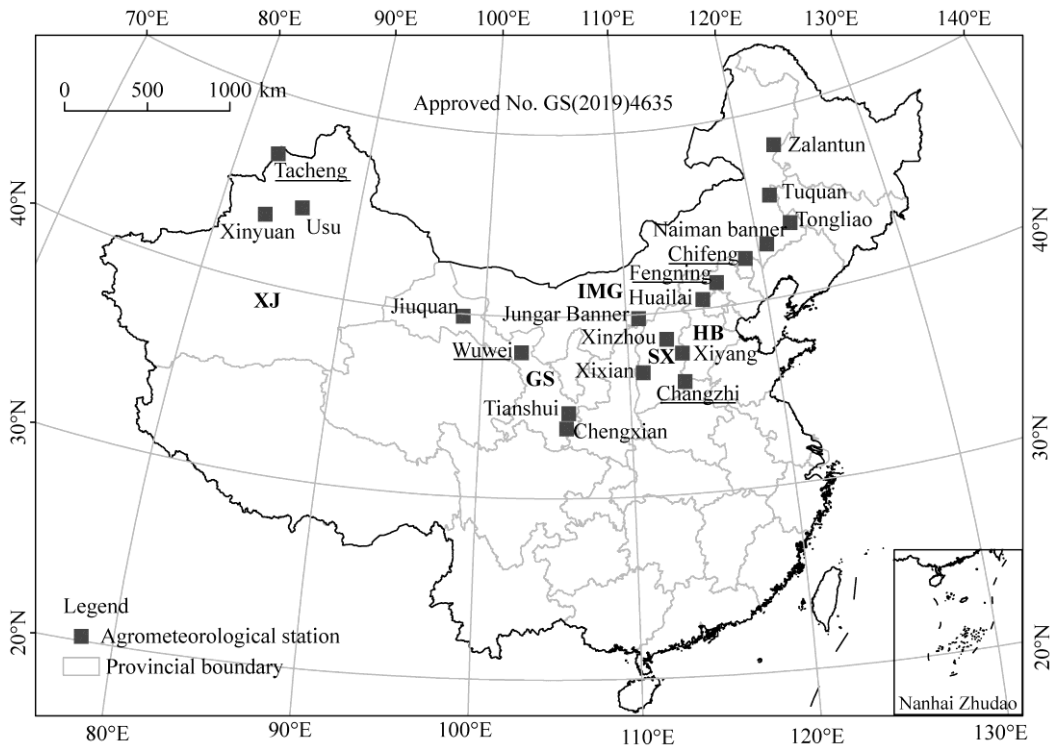 70°E 80°E 90°E 100°E 110°E 120°E 130°E 140°E
0 500 1000 km
Approved No. GS(2019)4635
Zalantun
Tacheng
Tuquan
40°N
Xinyuan
Usu
Tongliao
Naiman banner
40°N
Chifeng
Fengning
XJ
IMG
Huailai
Jiuquan
Jungar Banner
Xinzhou
HB
Wuwei
SX
Xiyang
Xixian
GS
Changzhi
Tianshui
Chengxian
30°N
30°N
Legend
Agrometeorological station
Provincial boundary
20°N
20°N
Nanhai Zhudao
80°E 90°E 100°E 110°E 120°E 130°E